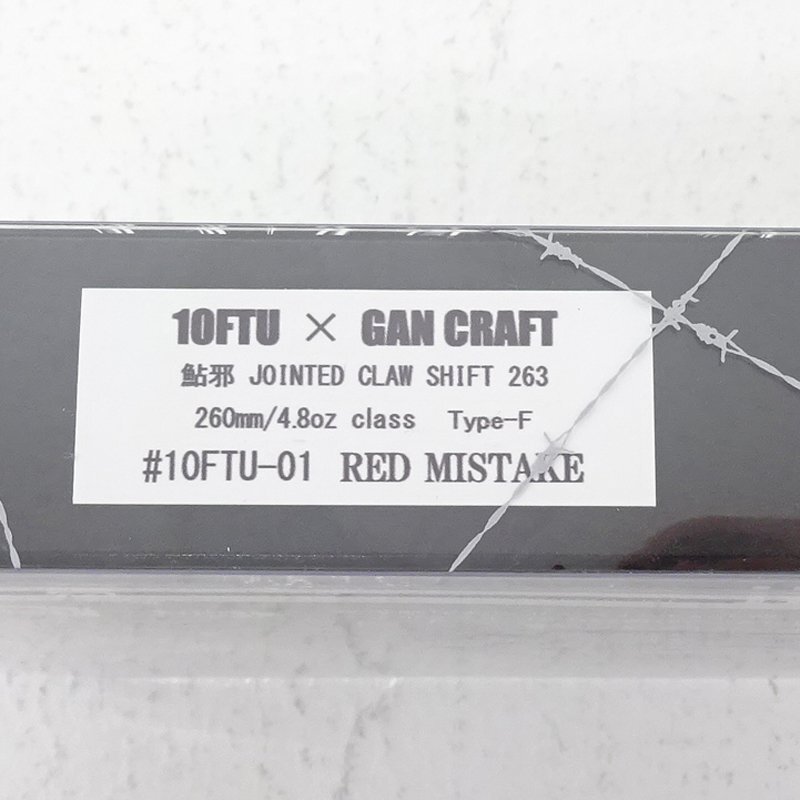 10FTU × GAN CRAFT
鮎邪 JOINTED CLAW SHIFT 263
260mm/4.8oz class Type-F
#10FTU-01 RED MISTAKE